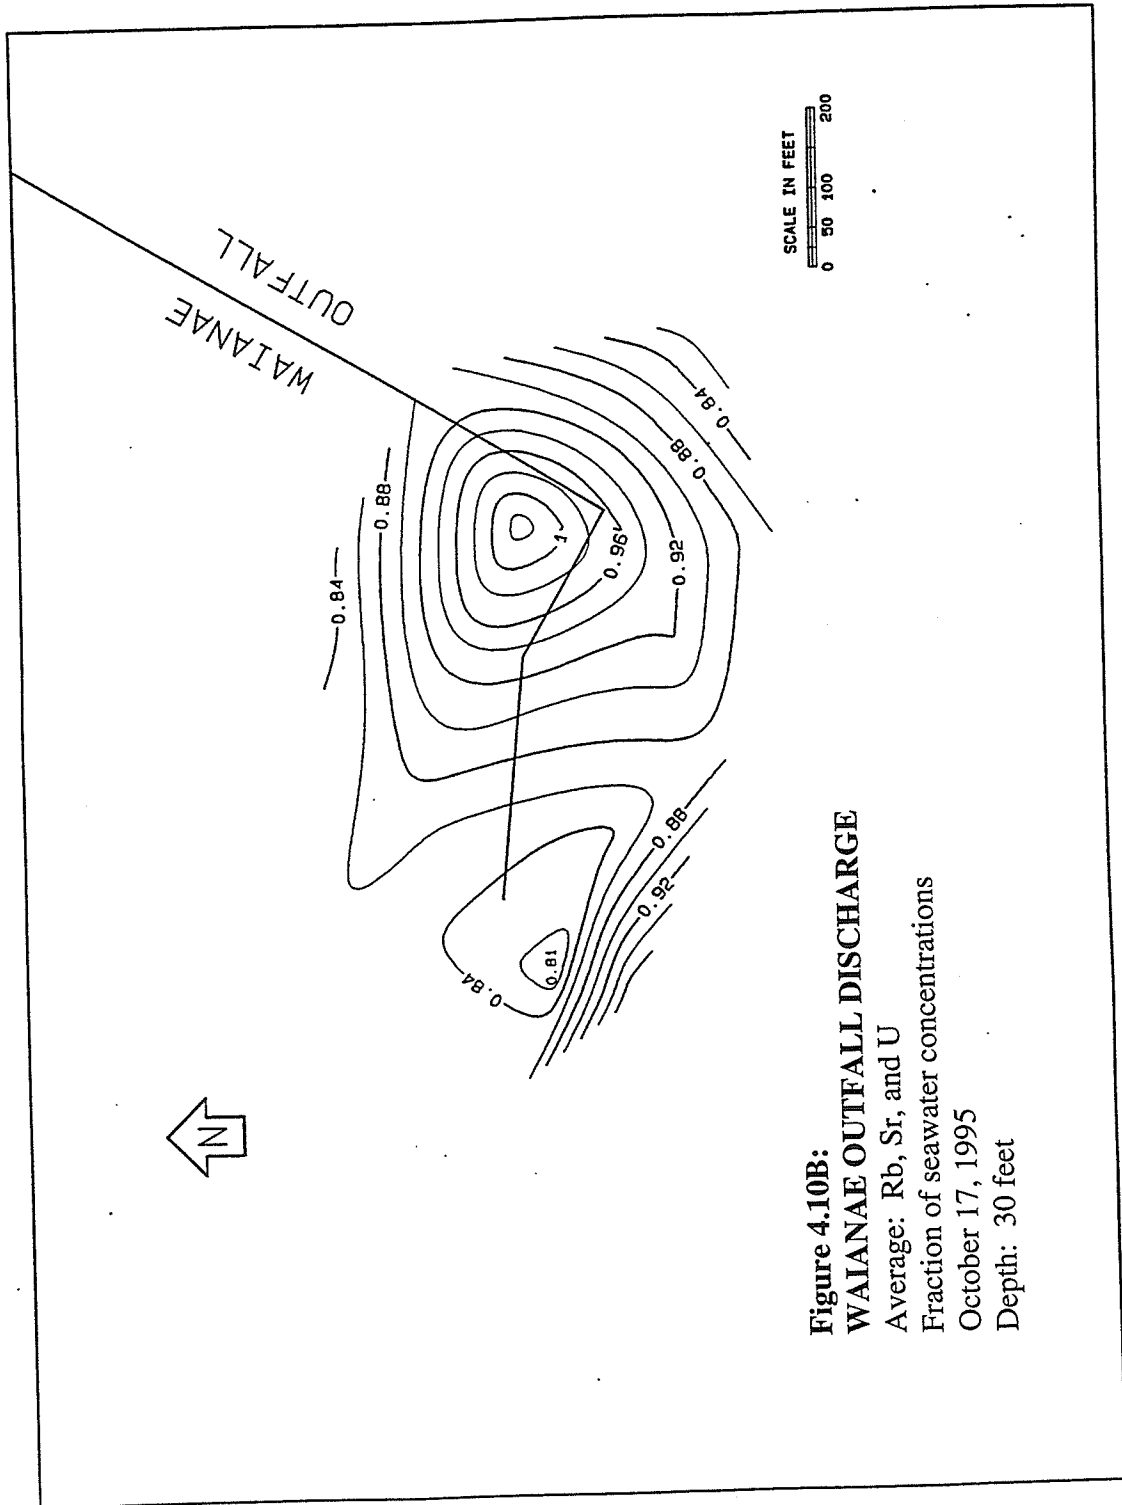 N
WAIANAE
OUTFALL
0.84
0.88
1
0.96
0.92
0.88
0.84
0.84
0.81
0.92
0.88
SCALE IN FEET
0 50 100 200
Figure 4.10B:
WAIANAE OUTFALL DISCHARGE
Average: Rb, Sr, and U
Fraction of seawater concentrations
October 17, 1995
Depth: 30 feet